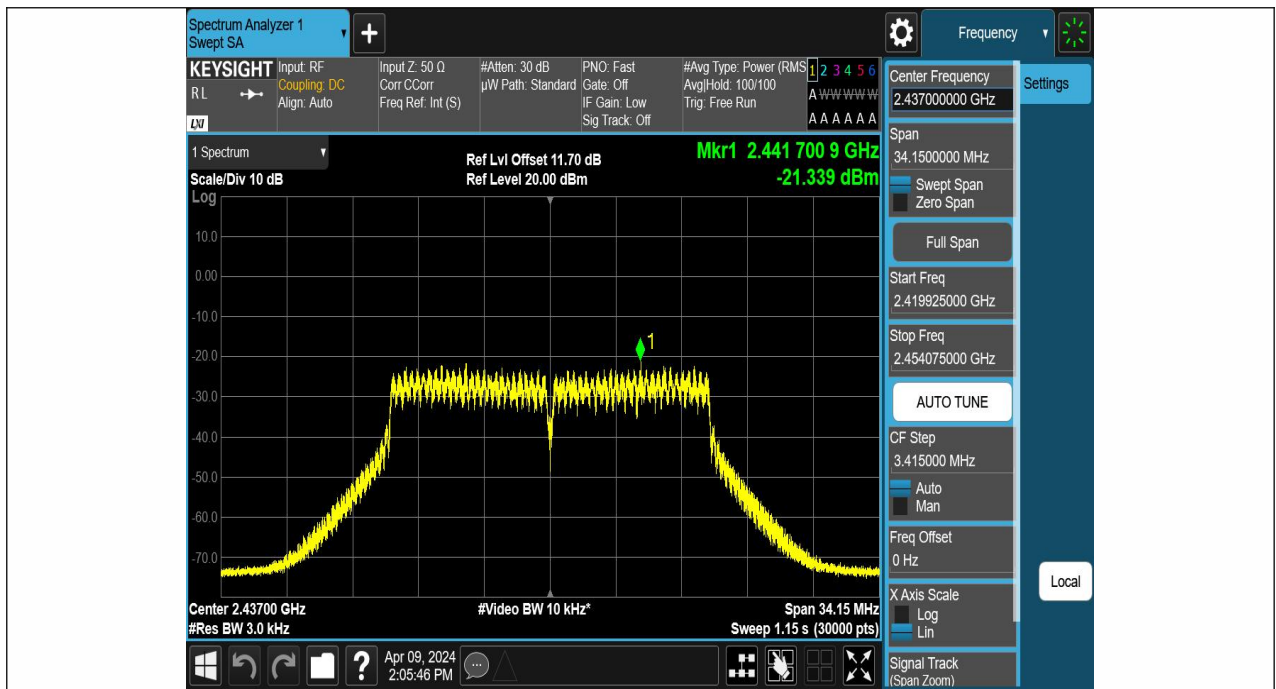 Spectrum Analyzer 1
Swept SA
+
Frequency
KEYSIGHT
RL
LXI
Input: RF
Coupling: DC
Align: Auto
Input Z: 50 Ω
Corr CCorr
Freq Ref: Int (S)
#Atten: 30 dB
µW Path: Standard
PNO: Fast
Gate: Off
IF Gain: Low
Sig Track: Off
#Avg Type: Power (RMS
Avg|Hold: 100/100
Trig: Free Run
1 2 3 4 5 6
A W W W W W
A A A A A A
1 Spectrum
Scale/Div 10 dB
Ref Lvl Offset 11.70 dB
Ref Level 20.00 dBm
Mkr1 2.441 700 9 GHz
-21.339 dBm
Log
10.0
0.00
-10.0
-20.0
-30.0
-40.0
-50.0
-60.0
-70.0
1
Center 2.43700 GHz
#Res BW 3.0 kHz
#Video BW 10 kHz*
Span 34.15 MHz
Sweep 1.15 s (30000 pts)
Center Frequency
2.437000000 GHz
Settings
Span
34.1500000 MHz
Swept Span
Zero Span
Full Span
Start Freq
2.419925000 GHz
Stop Freq
2.454075000 GHz
AUTO TUNE
CF Step
3.415000 MHz
Auto
Man
Freq Offset
0 Hz
Local
X Axis Scale
Log
Lin
Signal Track
(Span Zoom)
?
Apr 09, 2024
2:05:46 PM